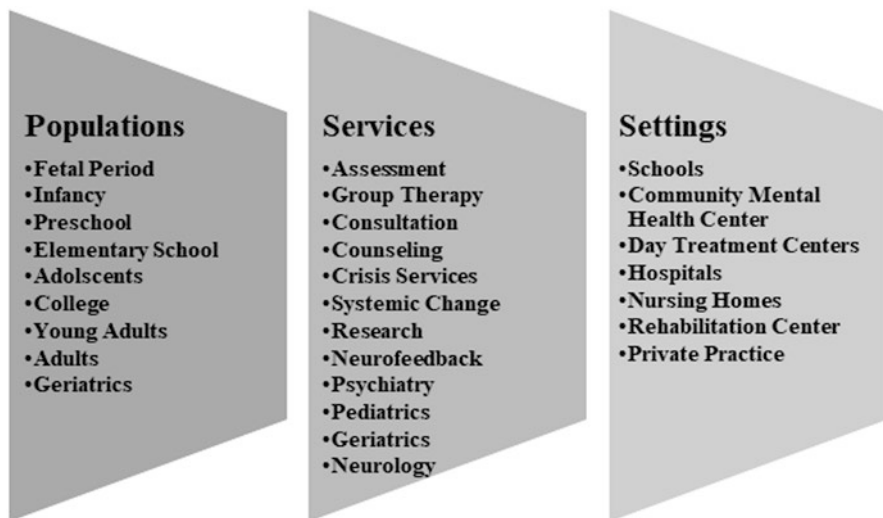 Populations
•Fetal Period
•Infancy
•Preschool
•Elementary School
•Adolscents
•College
•Young Adults
•Adults
•Geriatrics
Services
•Assessment
•Group Therapy
•Consultation
•Counseling
•Crisis Services
•Systemic Change
•Research
•Neurofeedback
•Psychiatry
•Pediatrics
•Geriatrics
•Neurology
Settings
•Schools
•Community Mental
Health Center
•Day Treatment Centers
•Hospitals
•Nursing Homes
•Rehabilitation Center
•Private Practice